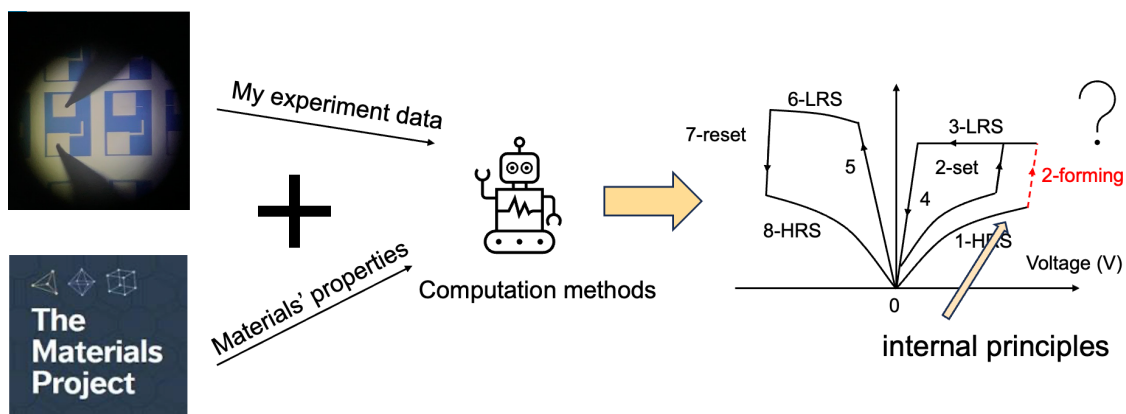 My experiment data
The
Materials
Project
Materials' properties
Computation methods
6-LRS
7-reset
5
8-HRS
3-LRS
2-set
4
2-forming
1-HRS
Voltage (V)
0
?
internal principles